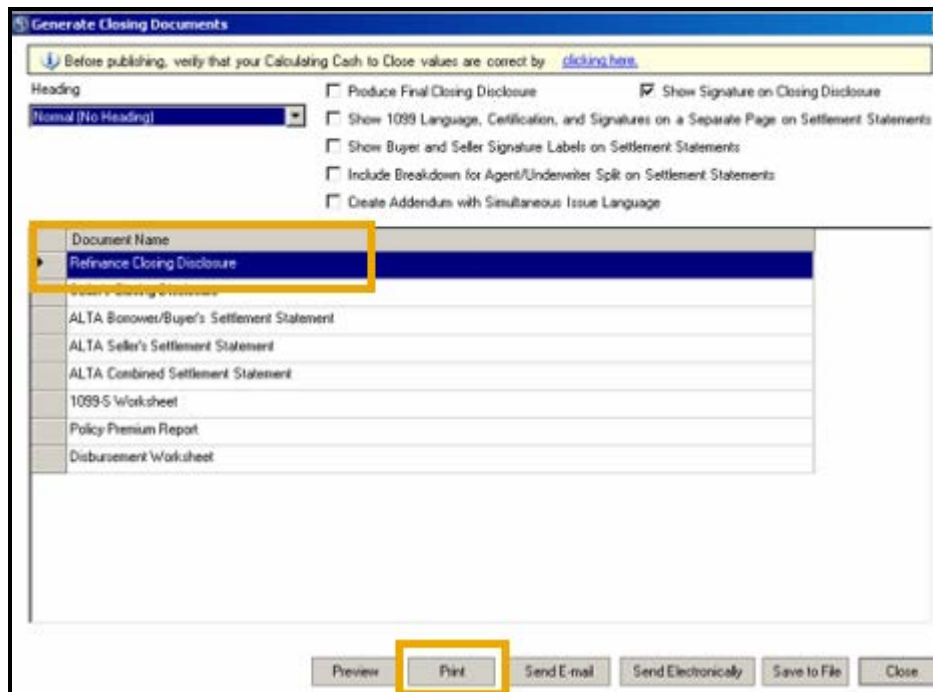 Generate Closing Documents
Before publishing, verify that your Calculating Cash to Close values are correct by clicking here.
Heading
Normal (No Heading)
Produce Final Closing Disclosure
Show Signature on Closing Disclosure
Show 1099 Language, Certification, and Signatures on a Separate Page on Settlement Statements
Show Buyer and Seller Signature Labels on Settlement Statements
Include Breakdown for Agent/Underwriter Split on Settlement Statements
Create Addendum with Simultaneous Issue Language
Document Name
Refinance Closing Disclosure
Seller's Closing Disclosure
ALTA Borrower/Buyer's Settlement Statement
ALTA Seller's Settlement Statement
ALTA Combined Settlement Statement
1099-S Worksheet
Policy Premium Report
Disbursement Worksheet
Preview Print Send E-mail Send Electronically Save to File Close